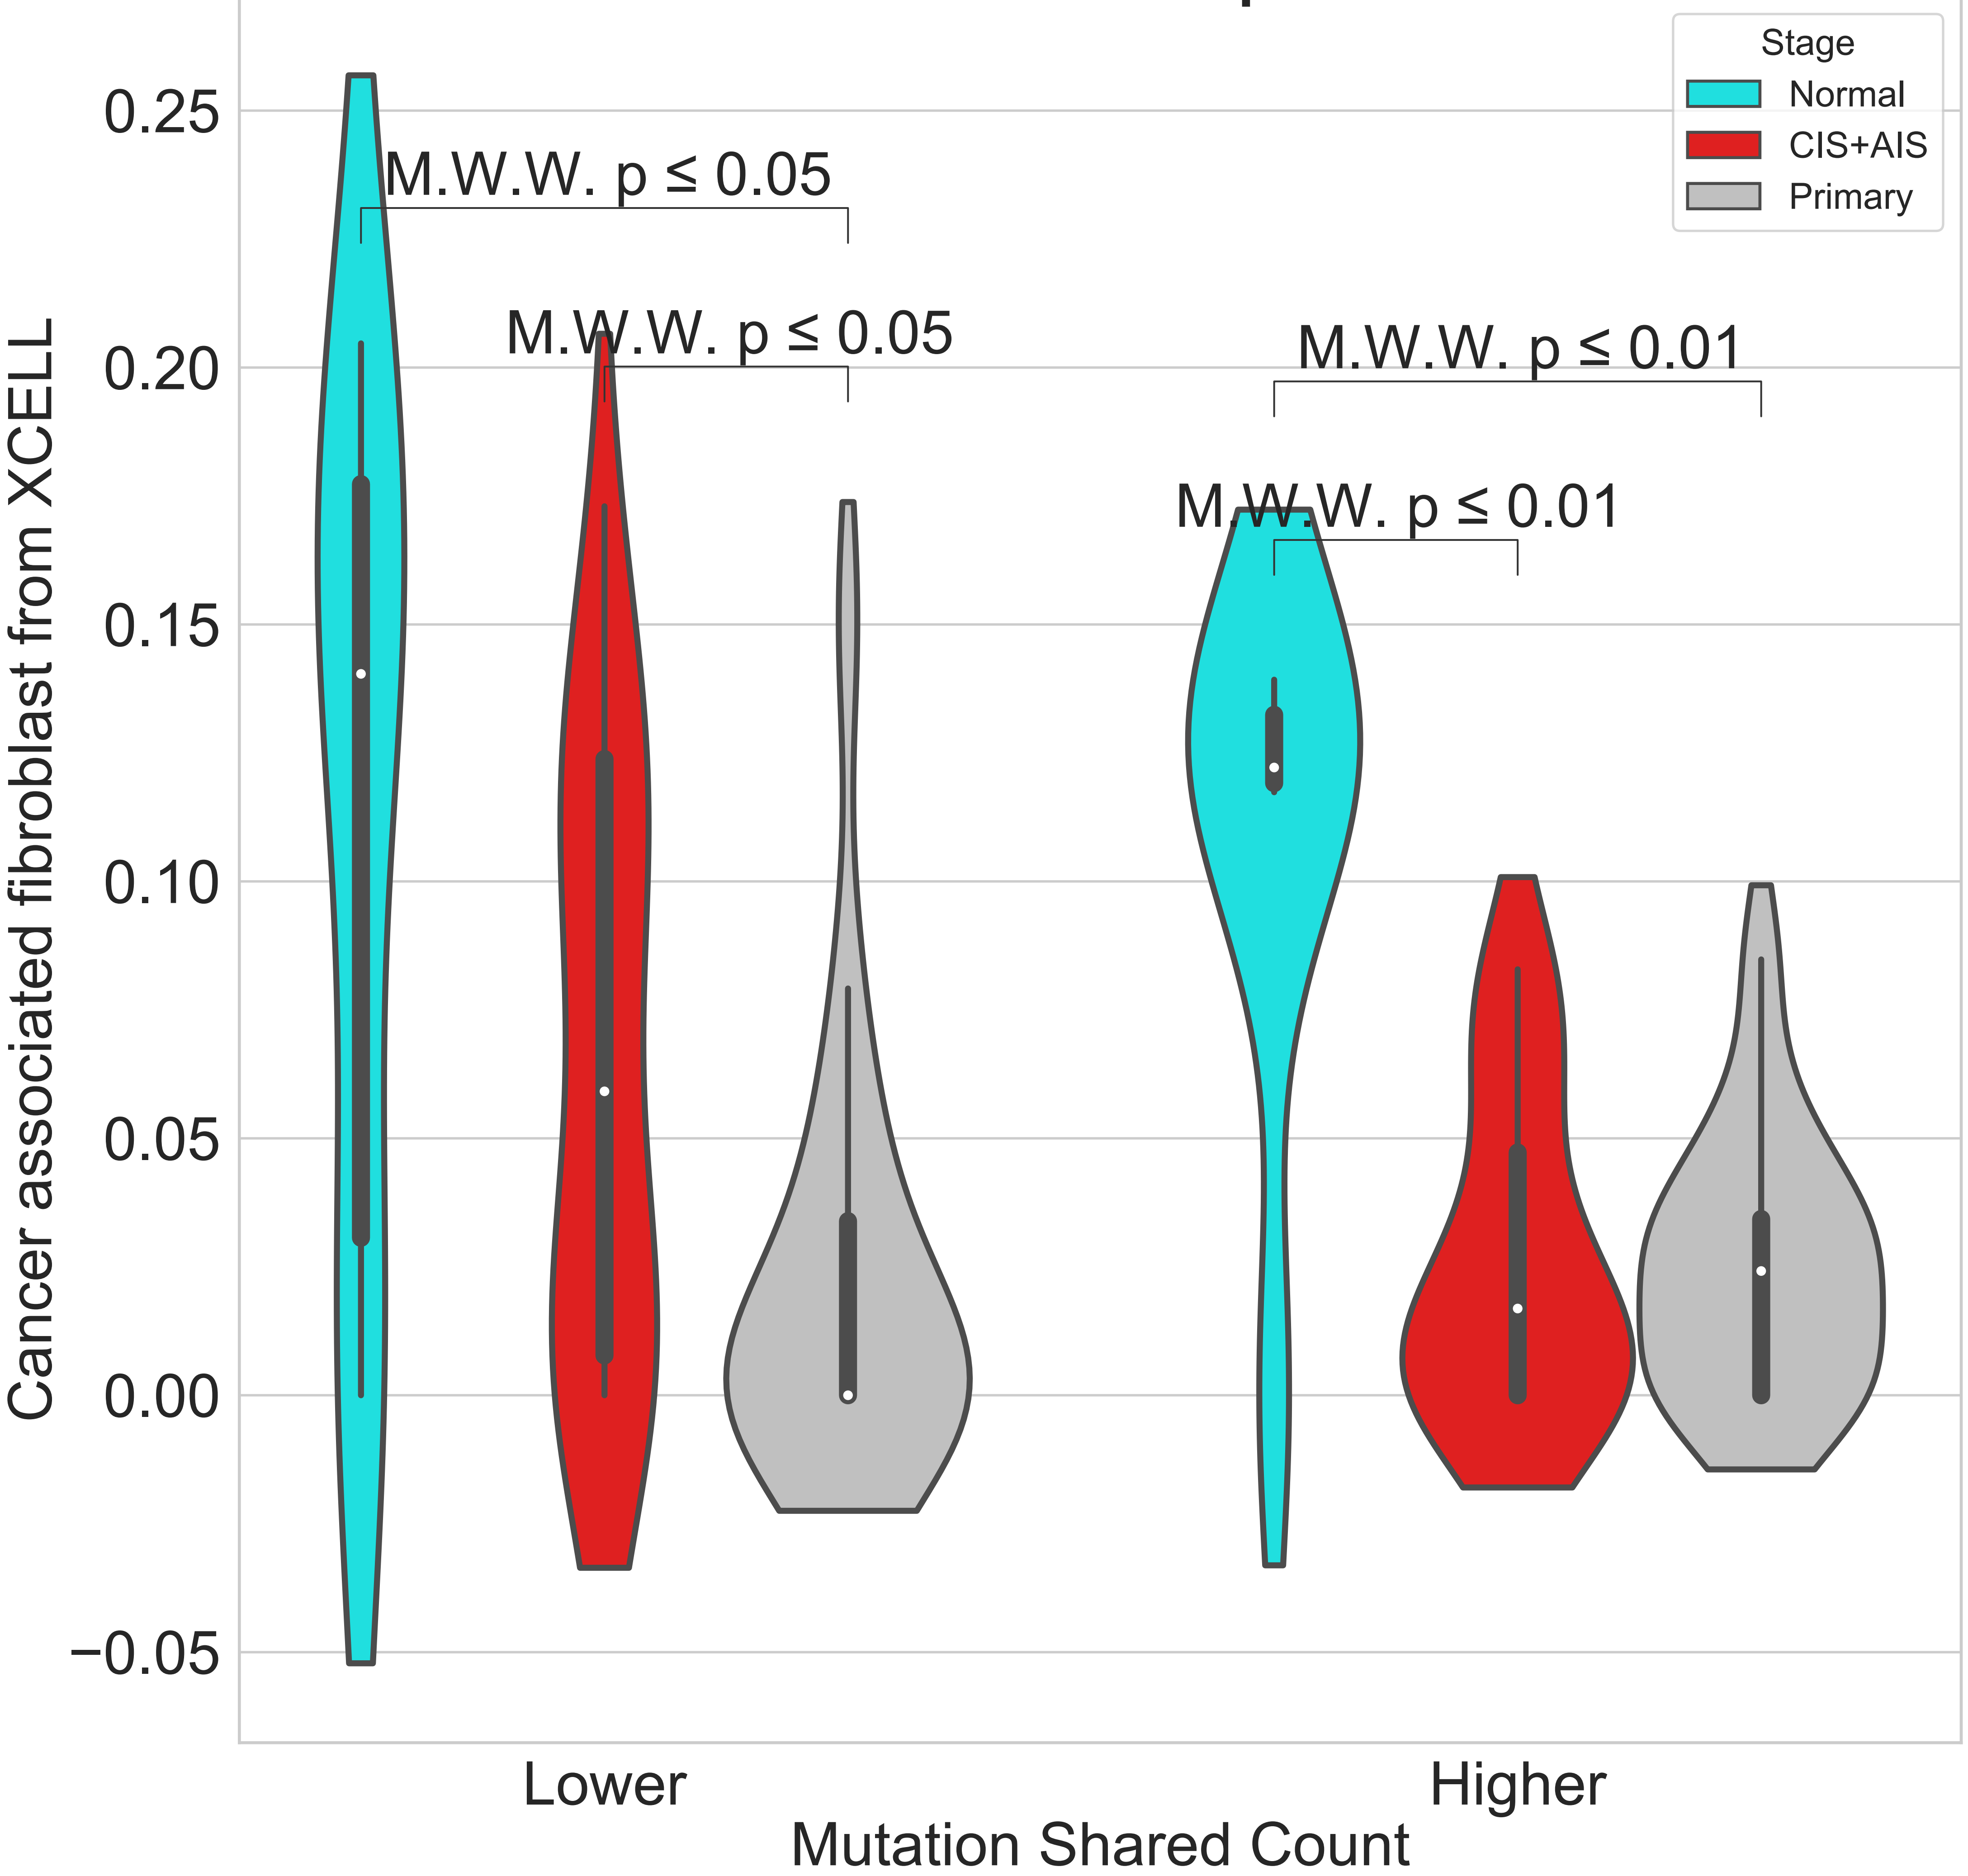 Stage
Normal
CIS+AIS
Primary
0.25
0.20
0.15
0.10
0.05
0.00
−0.05
Cancer associated fibroblast from XCELL
M.W.W. p ≤ 0.05
M.W.W. p ≤ 0.05
M.W.W. p ≤ 0.01
M.W.W. p ≤ 0.01
Lower
Higher
Mutation Shared Count